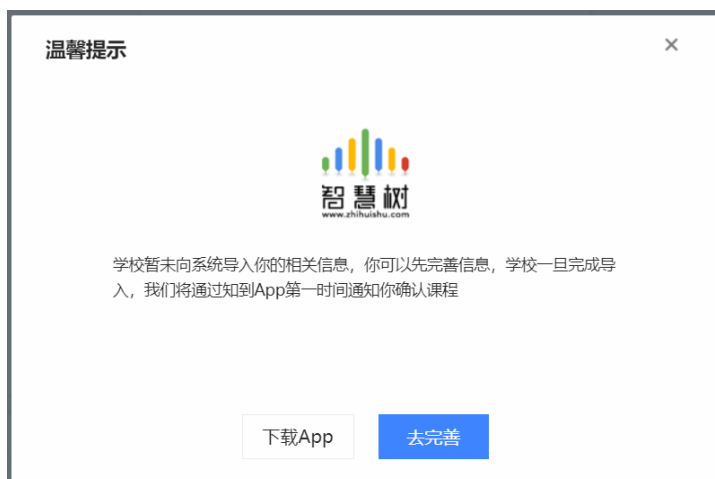 温馨提示
×
智慧树
www.zhihuishu.com
学校暂未向系统导入你的相关信息，你可以先完善信息，学校一旦完成导
入，我们将通过知到App第一时间通知你确认课程
下载App
去完善